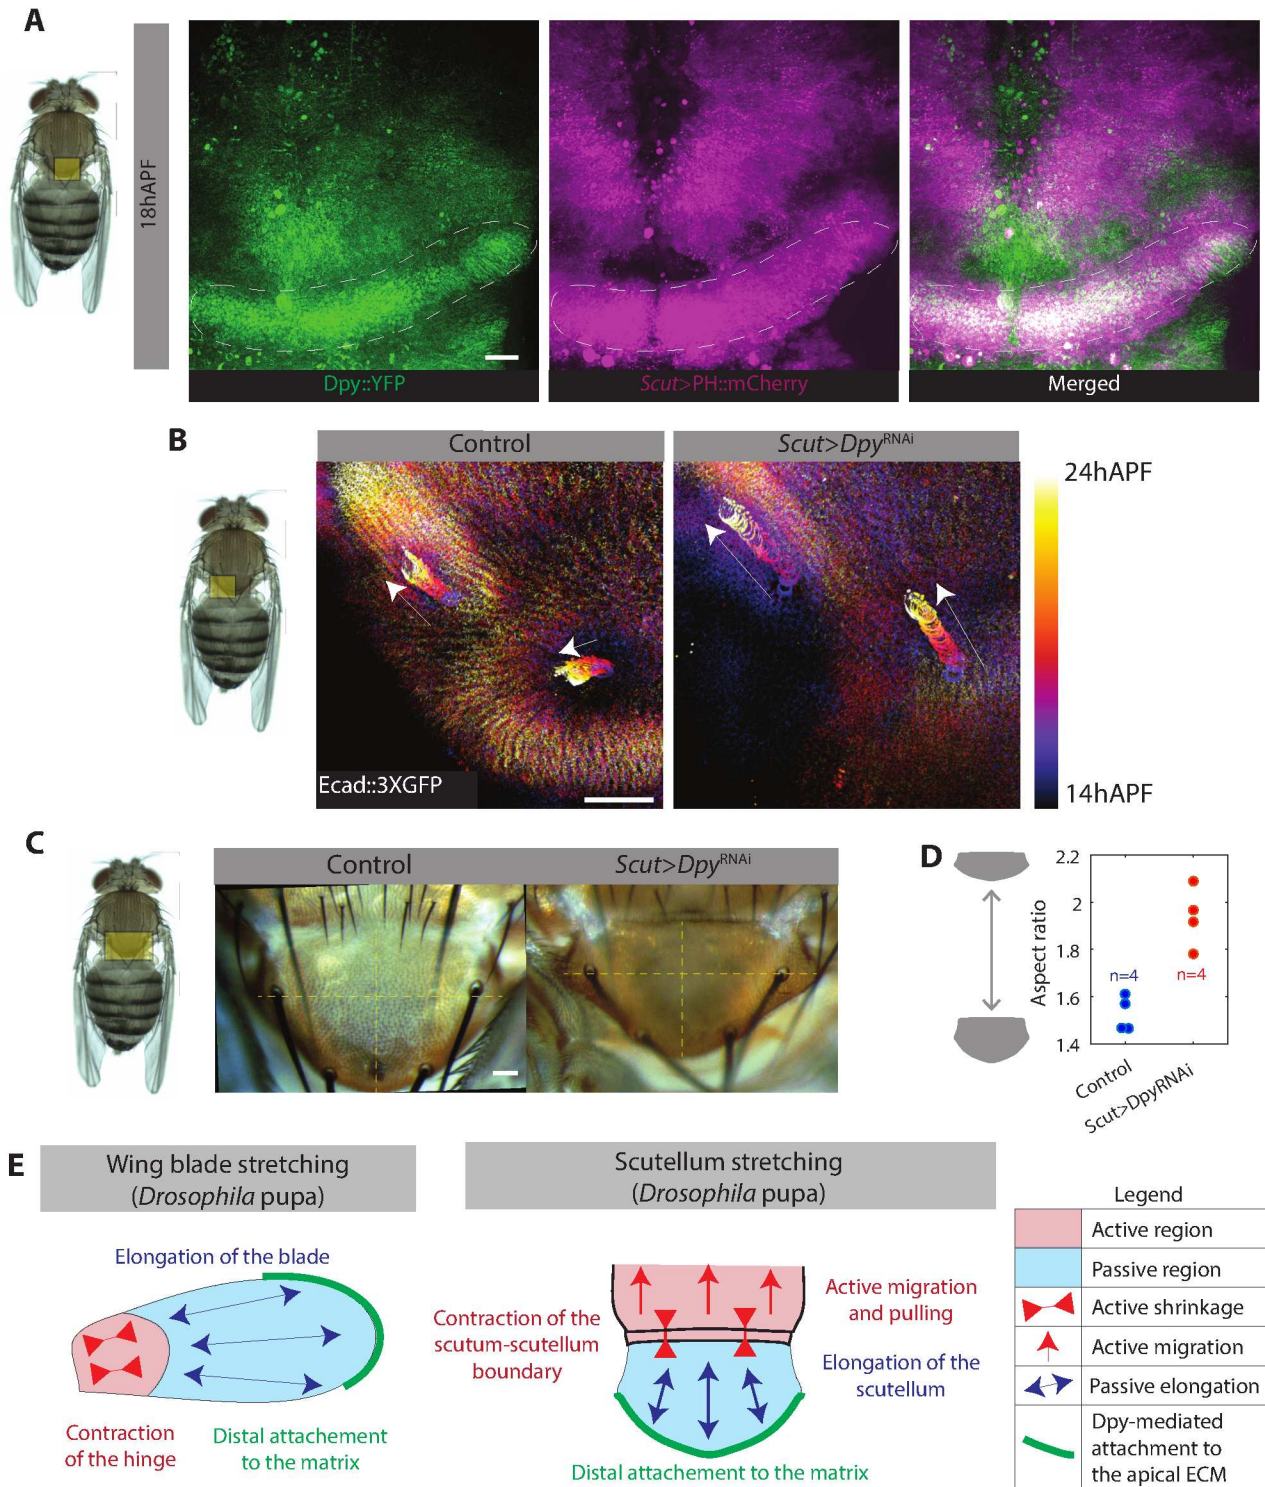 A
18hAPF
Dpy::YFP
Scut>PH::mCherry
Merged
B
Control
Scut>Dpy^RNAi
24hAPF
14hAPF
Ecad::3XGFP
C
Control
Scut>Dpy^RNAi
D
Aspect ratio
2.2
2
1.8
1.6
1.4
n=4
n=4
Control
Scut>DpyRNAi
E
Wing blade stretching
(Drosophila pupa)
Elongation of the blade
Contraction
of the hinge
Distal attachement
to the matrix
Scutellum stretching
(Drosophila pupa)
Contraction of the
scutum-scutellum
boundary
Active migration
and pulling
Elongation of the
scutellum
Distal attachement to the matrix
Legend
Active region
Passive region
Active shrinkage
Active migration
Passive elongation
Dpy-mediated
attachment to
the apical ECM